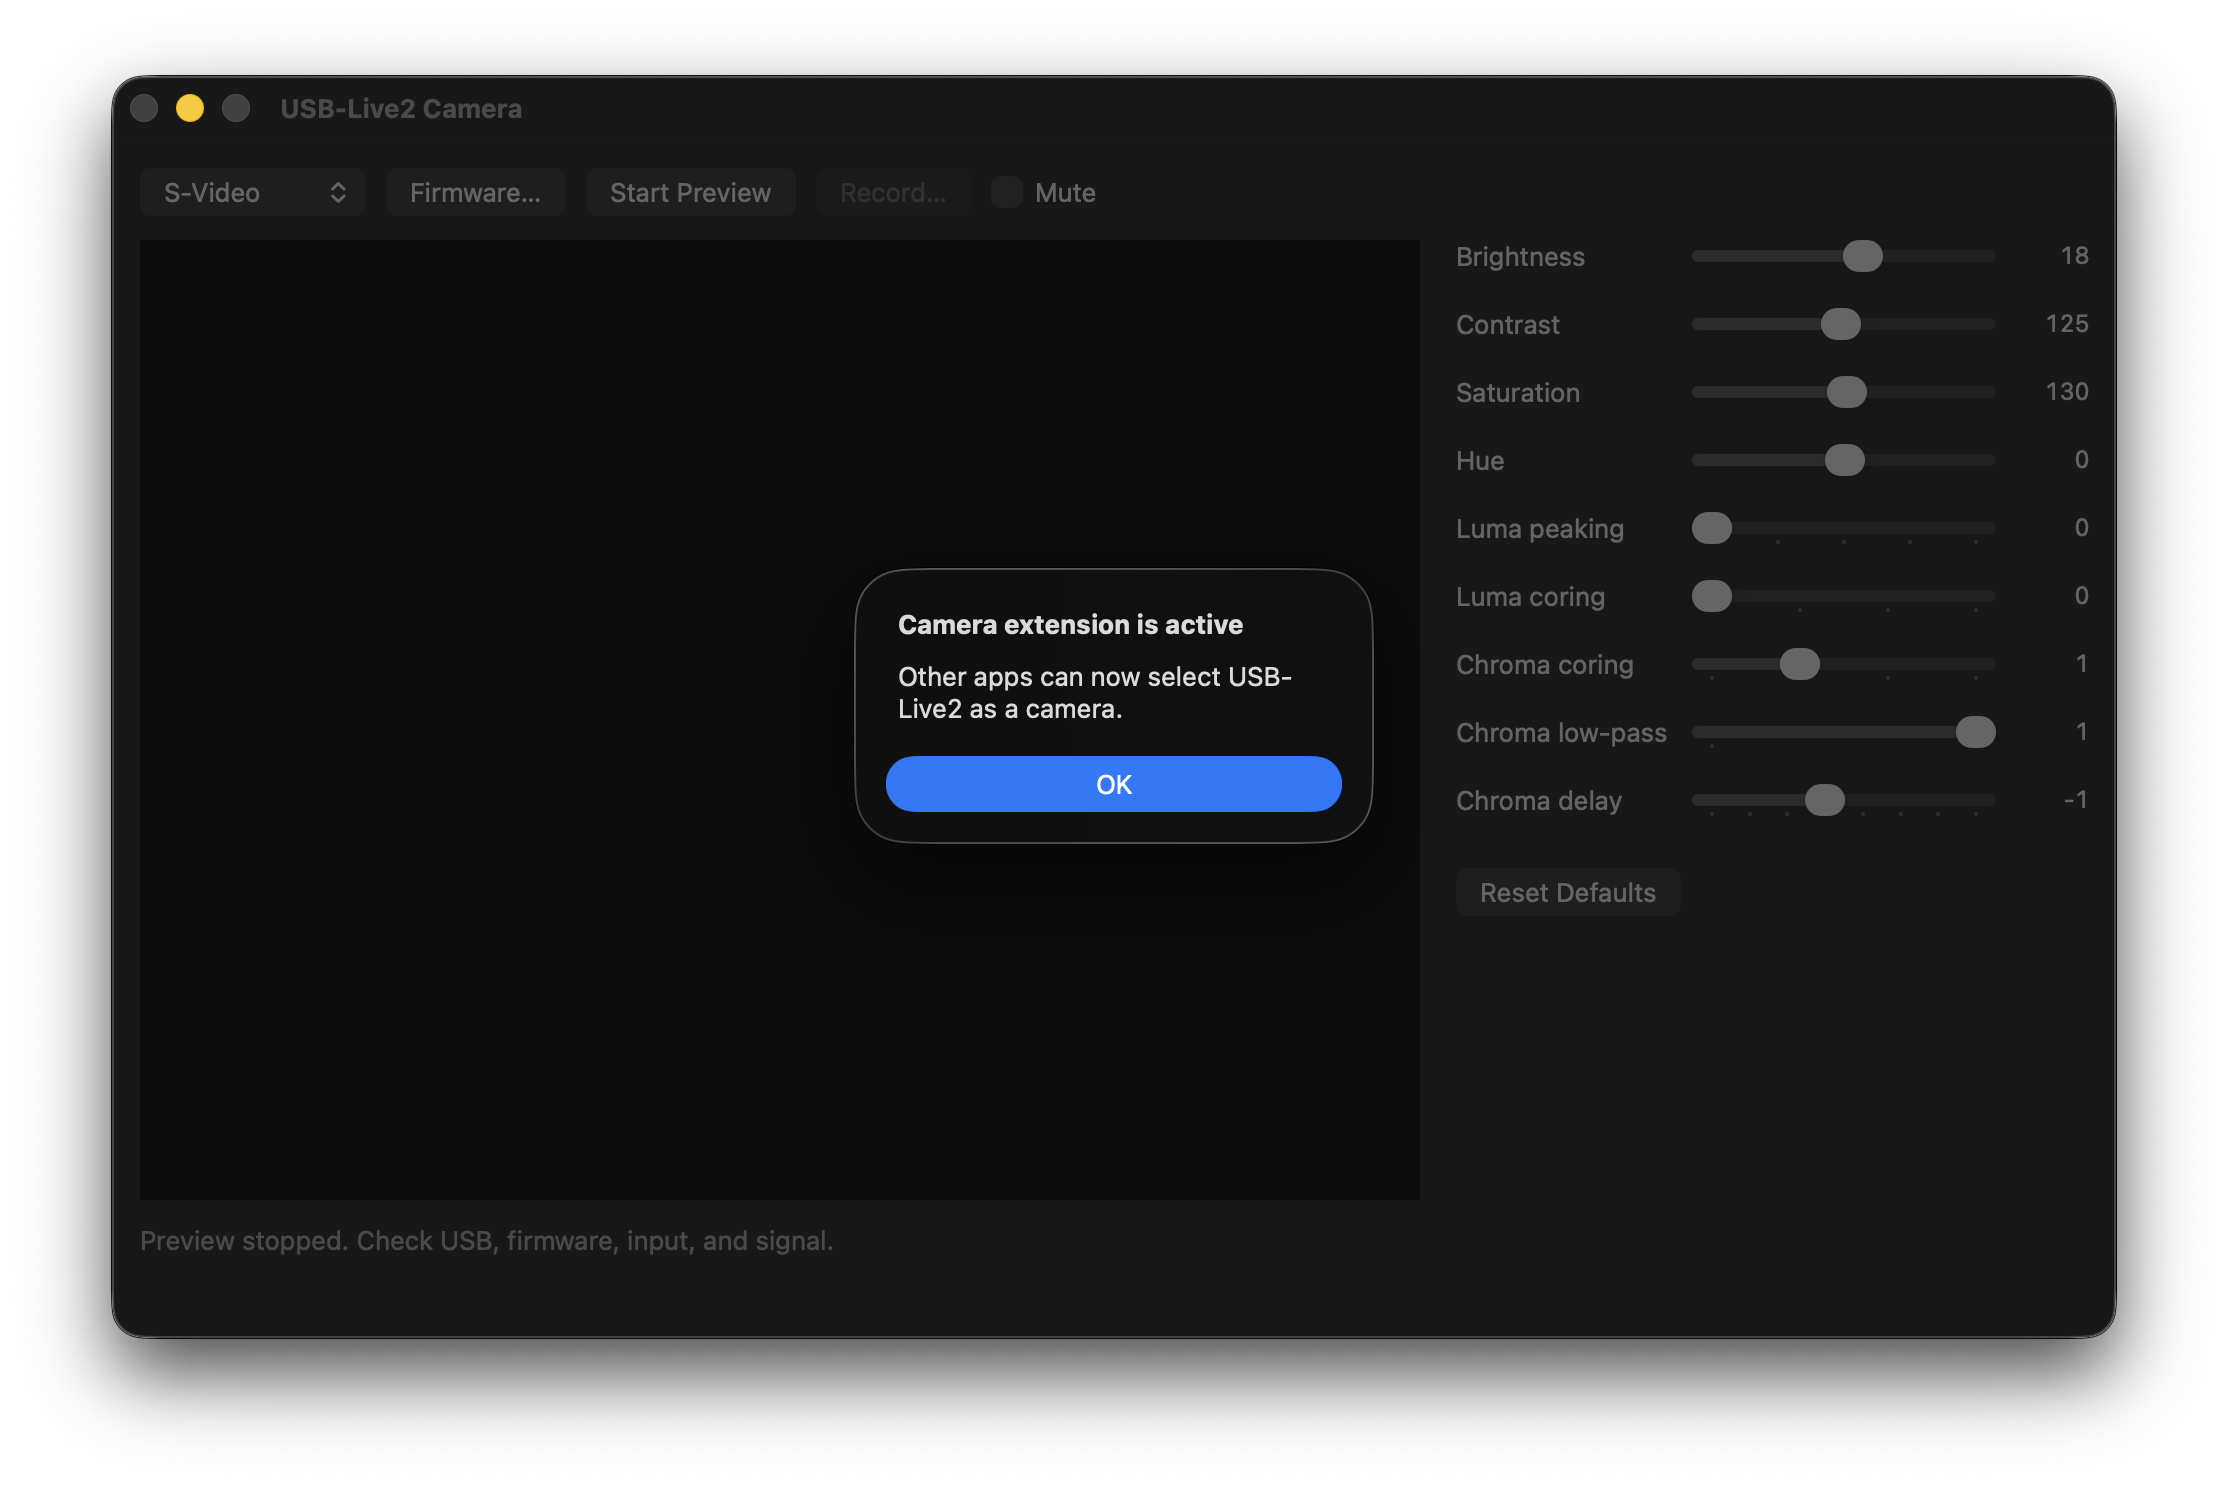 USB-Live2 Camera
S-Video
Firmware...
Start Preview
Record...
Mute
Brightness 18
Contrast 125
Saturation 130
Hue 0
Luma peaking 0
Luma coring 0
Chroma coring 1
Chroma low-pass 1
Chroma delay -1
Reset Defaults
Camera extension is active
Other apps can now select USB-
Live2 as a camera.
OK
Preview stopped. Check USB, firmware, input, and signal.